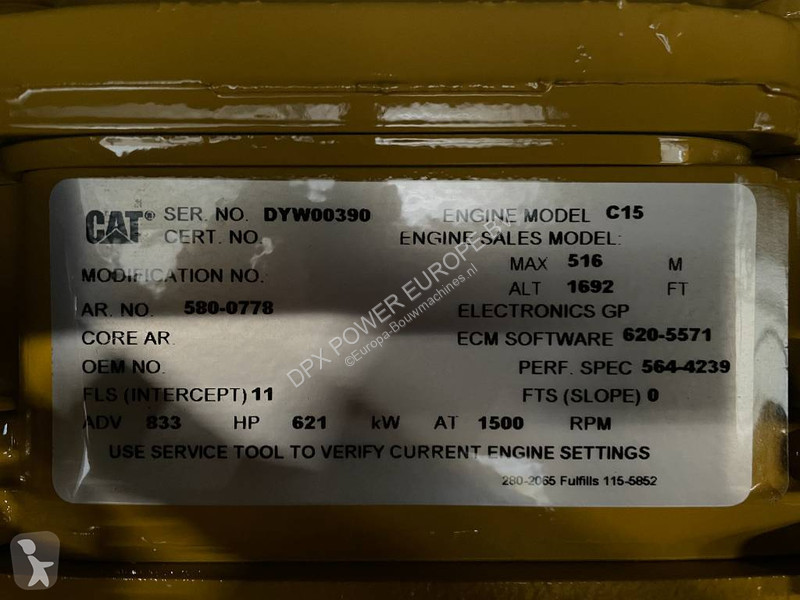 CAT® SER. NO. DYW00390 ENGINE MODEL C15
CERT. NO. ENGINE SALES MODEL:
MODIFICATION NO.: MAX 516 M
ALT 1692 FT
AR. NO. 580-0778 ELECTRONICS GP
CORE AR. ECM SOFTWARE 620-5571
OEM NO. PERF. SPEC 564-4239
FLS (INTERCEPT) 11 FTS (SLOPE) 0
ADV 833 HP 621 kW AT 1500 RPM
USE SERVICE TOOL TO VERIFY CURRENT ENGINE SETTINGS
280-2065 Fulfills 115-5852
DPX POWER EUROPE BV
©Europa-Bouwmachines.nl